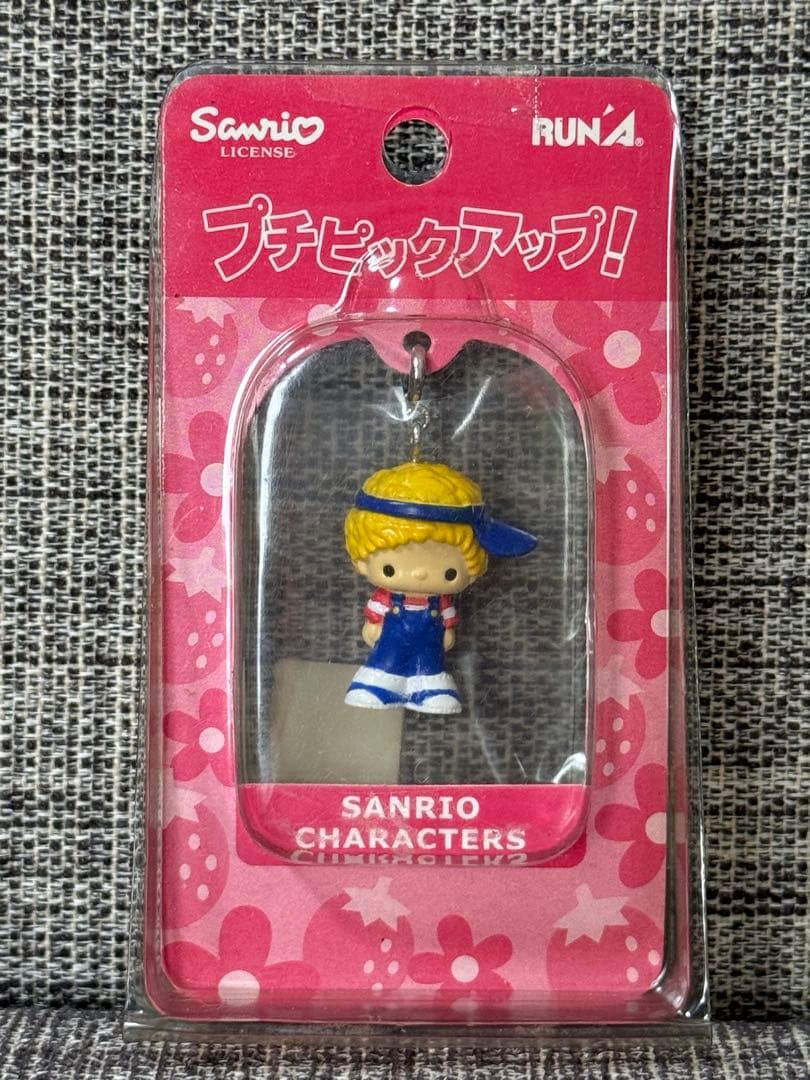 Sanrio
LICENSE
RUN'A®
プチピックアップ!
SANRIO
CHARACTERS